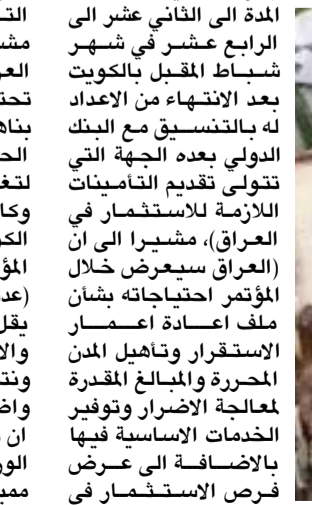 المدة الى الثاني عشر الى
الرابع عشر في شهر
شباط المقبل بالكويت
بعد الانتهاء من الاعداد
له بالتنسيق مع البنك
الدولي بعده الجهة التي
تتولى تقديم التأمينات
اللازمة للاستثمار في
العراق)، مشيرا الى ان
(العراق سيعرض خلال
المؤتمر احتياجاته بشأن
ملف اعادة اعمار
الاستقرار وتأهيل المدن
المحررة والمبالغ المقدرة
لمعالجة الاضرار وتوفير
الخدمات الاساسية فيها
بالاضافة الى عرض
فرص الاستثمار في